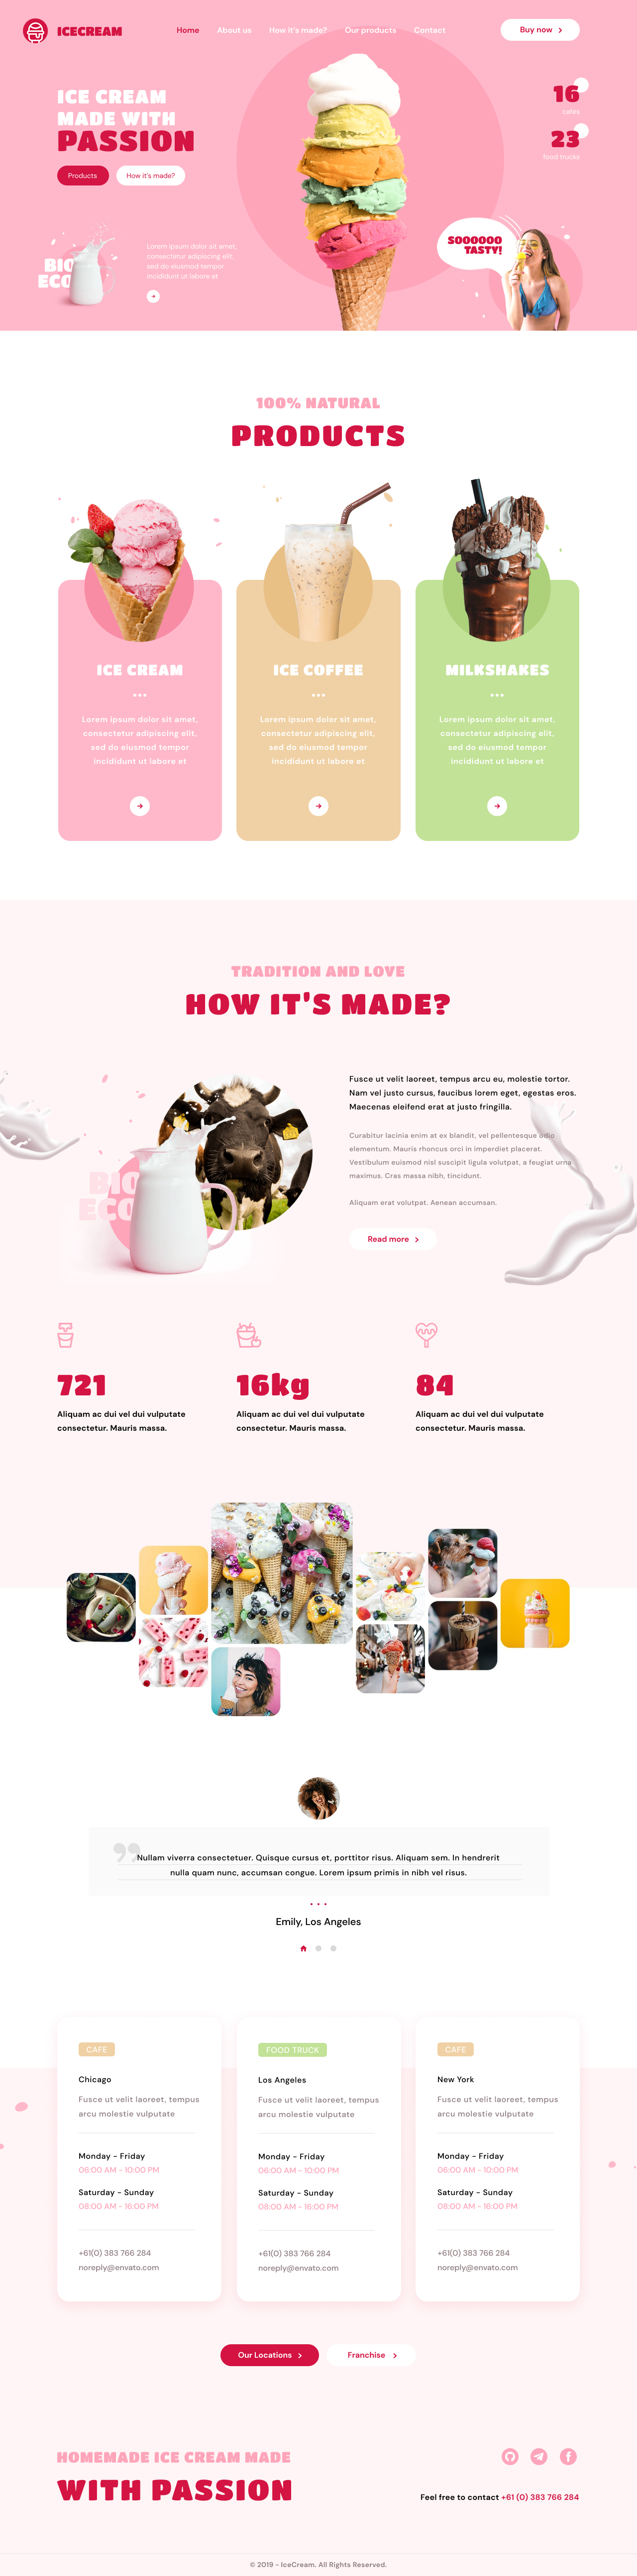 ICECREAM
Home About us How it's made? Our products Contact
Buy now
ICE CREAM
MADE WITH
PASSION
Products How it's made?
16
cafes
23
food trucks
SOOOOOO
TASTY!
BIO
ECO
Lorem ipsum dolor sit amet,
consectetur adipiscing elit,
sed do eiusmod tempor
incididunt ut labore et
100% NATURAL
PRODUCTS
ICE CREAM
Lorem ipsum dolor sit amet,
consectetur adipiscing elit,
sed do eiusmod tempor
incididunt ut labore et
ICE COFFEE
Lorem ipsum dolor sit amet,
consectetur adipiscing elit,
sed do eiusmod tempor
incididunt ut labore et
MILKSHAKES
Lorem ipsum dolor sit amet,
consectetur adipiscing elit,
sed do eiusmod tempor
incididunt ut labore et
TRADITION AND LOVE
HOW IT'S MADE?
BIO
ECO
Fusce ut velit laoreet, tempus arcu eu, molestie tortor.
Nam vel justo cursus, faucibus lorem eget, egestas eros.
Maecenas eleifend erat at justo fringilla.
Curabitur lacinia enim at ex blandit, vel pellentesque odio
elementum. Mauris rhoncus orci in imperdiet placerat.
Vestibulum euismod nisl suscipit ligula volutpat, a feugiat urna
maximus. Cras massa nibh, tincidunt.
Aliquam erat volutpat. Aenean accumsan.
Read more
721
Aliquam ac dui vel dui vulputate
consectetur. Mauris massa.
16kg
Aliquam ac dui vel dui vulputate
consectetur. Mauris massa.
84
Aliquam ac dui vel dui vulputate
consectetur. Mauris massa.
Nullam viverra consectetuer. Quisque cursus et, porttitor risus. Aliquam sem. In hendrerit
nulla quam nunc, accumsan congue. Lorem ipsum primis in nibh vel risus.
Emily, Los Angeles
CAFE
Chicago
Fusce ut velit laoreet, tempus
arcu molestie vulputate
Monday - Friday
06:00 AM - 10:00 PM
Saturday - Sunday
08:00 AM - 16:00 PM
+61(0) 383 766 284
noreply@envato.com
FOOD TRUCK
Los Angeles
Fusce ut velit laoreet, tempus
arcu molestie vulputate
Monday - Friday
06:00 AM - 10:00 PM
Saturday - Sunday
08:00 AM - 16:00 PM
+61(0) 383 766 284
noreply@envato.com
CAFE
New York
Fusce ut velit laoreet, tempus
arcu molestie vulputate
Monday - Friday
06:00 AM - 10:00 PM
Saturday - Sunday
08:00 AM - 16:00 PM
+61(0) 383 766 284
noreply@envato.com
Our Locations Franchise
HOMEMADE ICE CREAM MADE
WITH PASSION
Feel free to contact +61 (0) 383 766 284
© 2019 - IceCream. All Rights Reserved.